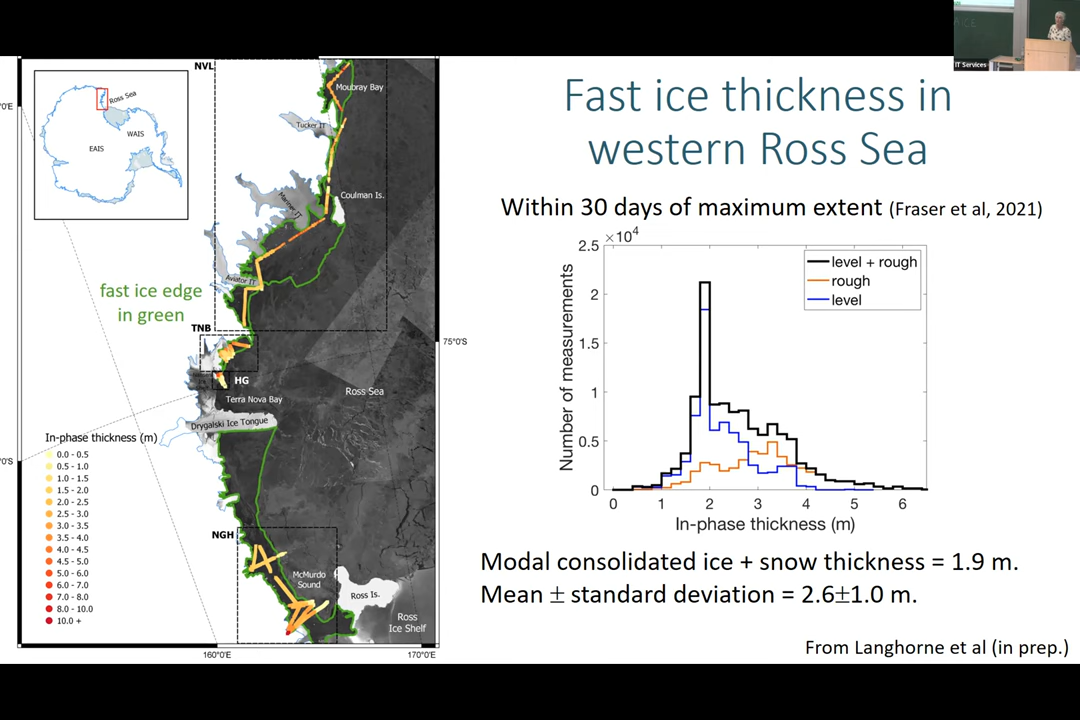 IT Services
Fast ice thickness in
western Ross Sea
Within 30 days of maximum extent (Fraser et al, 2021)
NVL
Ross Sea
WAIS
EAIS
Moubray Bay
Tucker IT
Coulman Is.
Mariner IT
Aviator IT
fast ice edge
in green
TNB
75°0'S
HG
Ross Sea
Terra Nova Bay
Drygalski Ice Tongue
In-phase thickness (m)
0.0 - 0.5
0.5 - 1.0
1.0 - 1.5
1.5 - 2.0
2.0 - 2.5
2.5 - 3.0
3.0 - 3.5
3.5 - 4.0
4.0 - 4.5
4.5 - 5.0
5.0 - 6.0
6.0 - 7.0
7.0 - 8.0
8.0 - 10.0
10.0 +
NGH
McMurdo
Sound
Ross Is.
Ross
Ice Shelf
160°0'E
170°0'E
×10⁴
2.5
2
1.5
1
0.5
0
Number of measurements
level + rough
rough
level
0 1 2 3 4 5 6
In-phase thickness (m)
Modal consolidated ice + snow thickness = 1.9 m.
Mean ± standard deviation = 2.6±1.0 m.
From Langhorne et al (in prep.)